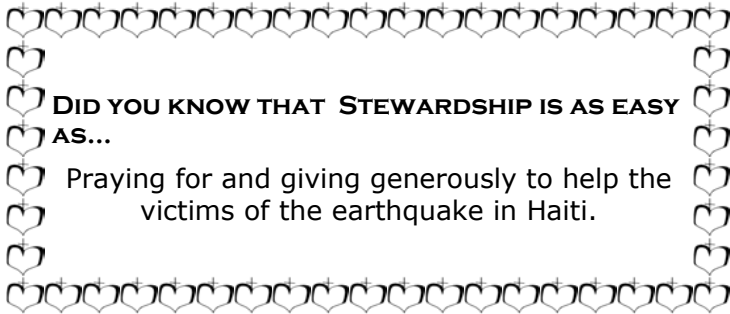 DID YOU KNOW THAT STEWARDSHIP IS AS EASY
AS...
Praying for and giving generously to help the
victims of the earthquake in Haiti.